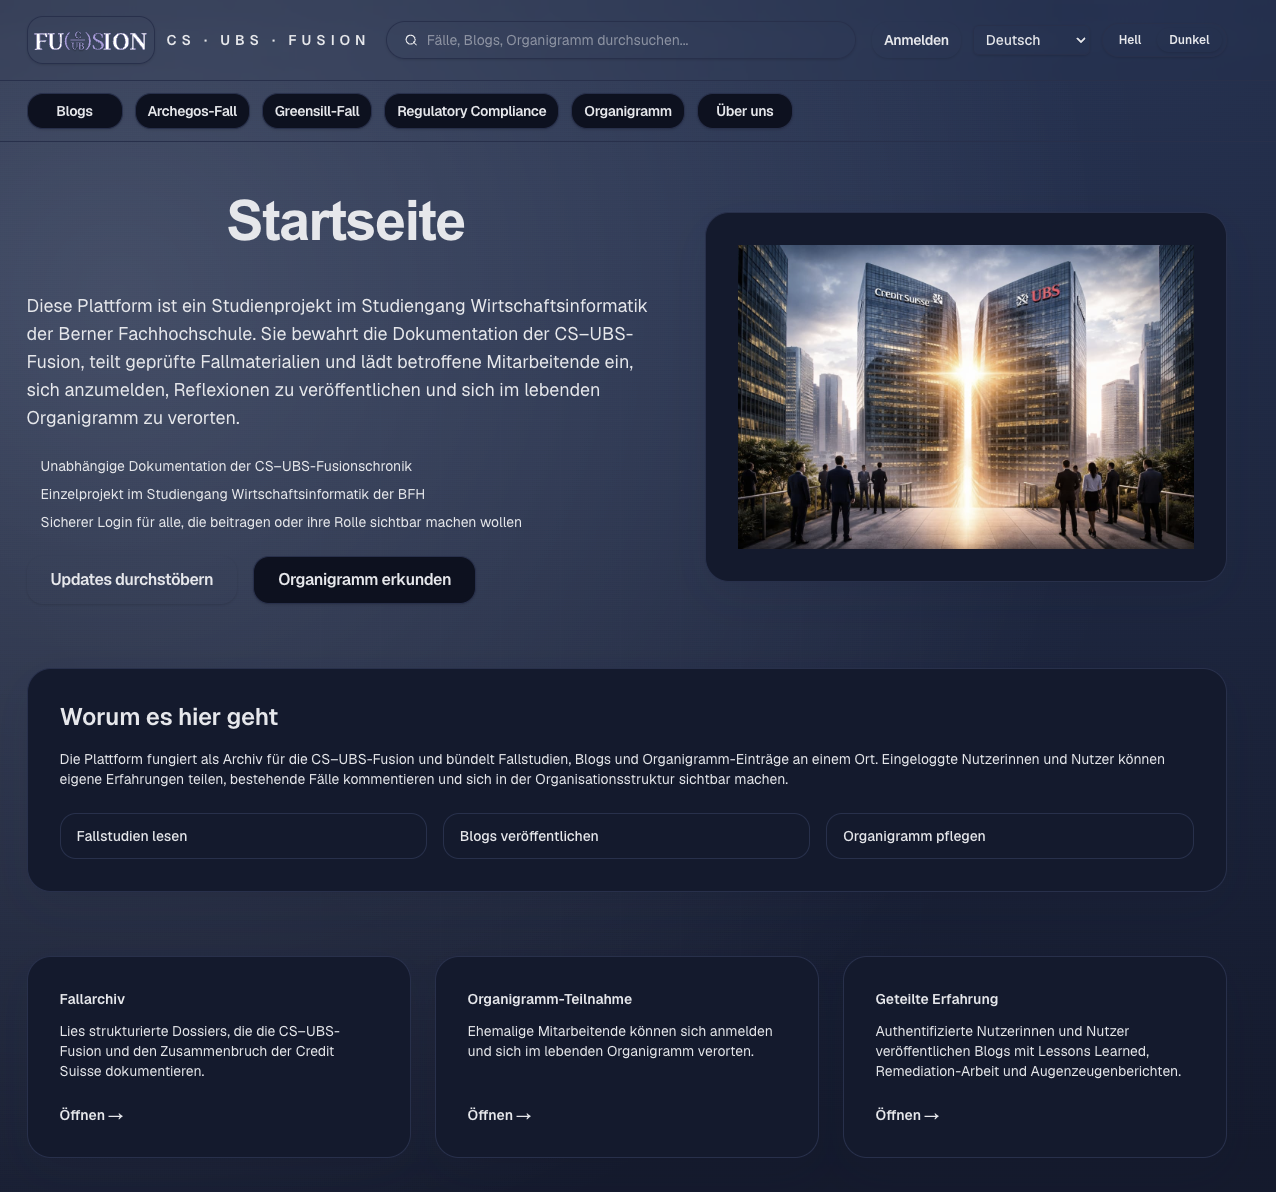 FU(CS UB)SION
CS · UBS · FUSION
Fälle, Blogs, Organigramm durchsuchen...
Anmelden
Deutsch
Hell
Dunkel
Blogs
Archegos-Fall
Greensill-Fall
Regulatory Compliance
Organigramm
Über uns
Startseite
Diese Plattform ist ein Studienprojekt im Studiengang Wirtschaftsinformatik
der Berner Fachhochschule. Sie bewahrt die Dokumentation der CS–UBS-
Fusion, teilt geprüfte Fallmaterialien und lädt betroffene Mitarbeitende ein,
sich anzumelden, Reflexionen zu veröffentlichen und sich im lebenden
Organigramm zu verorten.
Unabhängige Dokumentation der CS–UBS-Fusionschronik
Einzelprojekt im Studiengang Wirtschaftsinformatik der BFH
Sicherer Login für alle, die beitragen oder ihre Rolle sichtbar machen wollen
Updates durchstöbern
Organigramm erkunden
Credit Suisse
UBS
Worum es hier geht
Die Plattform fungiert als Archiv für die CS–UBS-Fusion und bündelt Fallstudien, Blogs und Organigramm-Einträge an einem Ort. Eingeloggte Nutzerinnen und Nutzer können
eigene Erfahrungen teilen, bestehende Fälle kommentieren und sich in der Organisationsstruktur sichtbar machen.
Fallstudien lesen
Blogs veröffentlichen
Organigramm pflegen
Fallarchiv
Lies strukturierte Dossiers, die die CS–UBS-
Fusion und den Zusammenbruch der Credit
Suisse dokumentieren.
Öffnen →
Organigramm-Teilnahme
Ehemalige Mitarbeitende können sich anmelden
und sich im lebenden Organigramm verorten.
Öffnen →
Geteilte Erfahrung
Authentifizierte Nutzerinnen und Nutzer
veröffentlichen Blogs mit Lessons Learned,
Remediation-Arbeit und Augenzeugenberichten.
Öffnen →